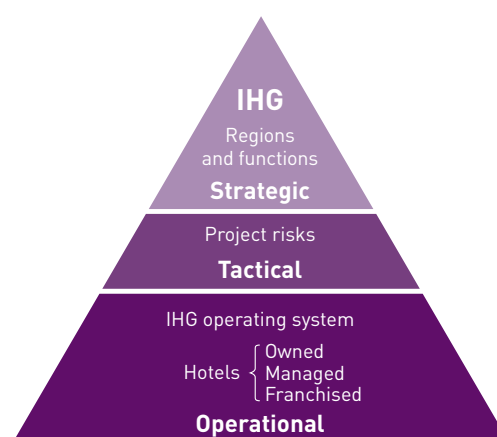 IHG
Regions
and functions
Strategic
Project risks
Tactical
IHG operating system
Owned
Hotels { Managed
Franchised
Operational